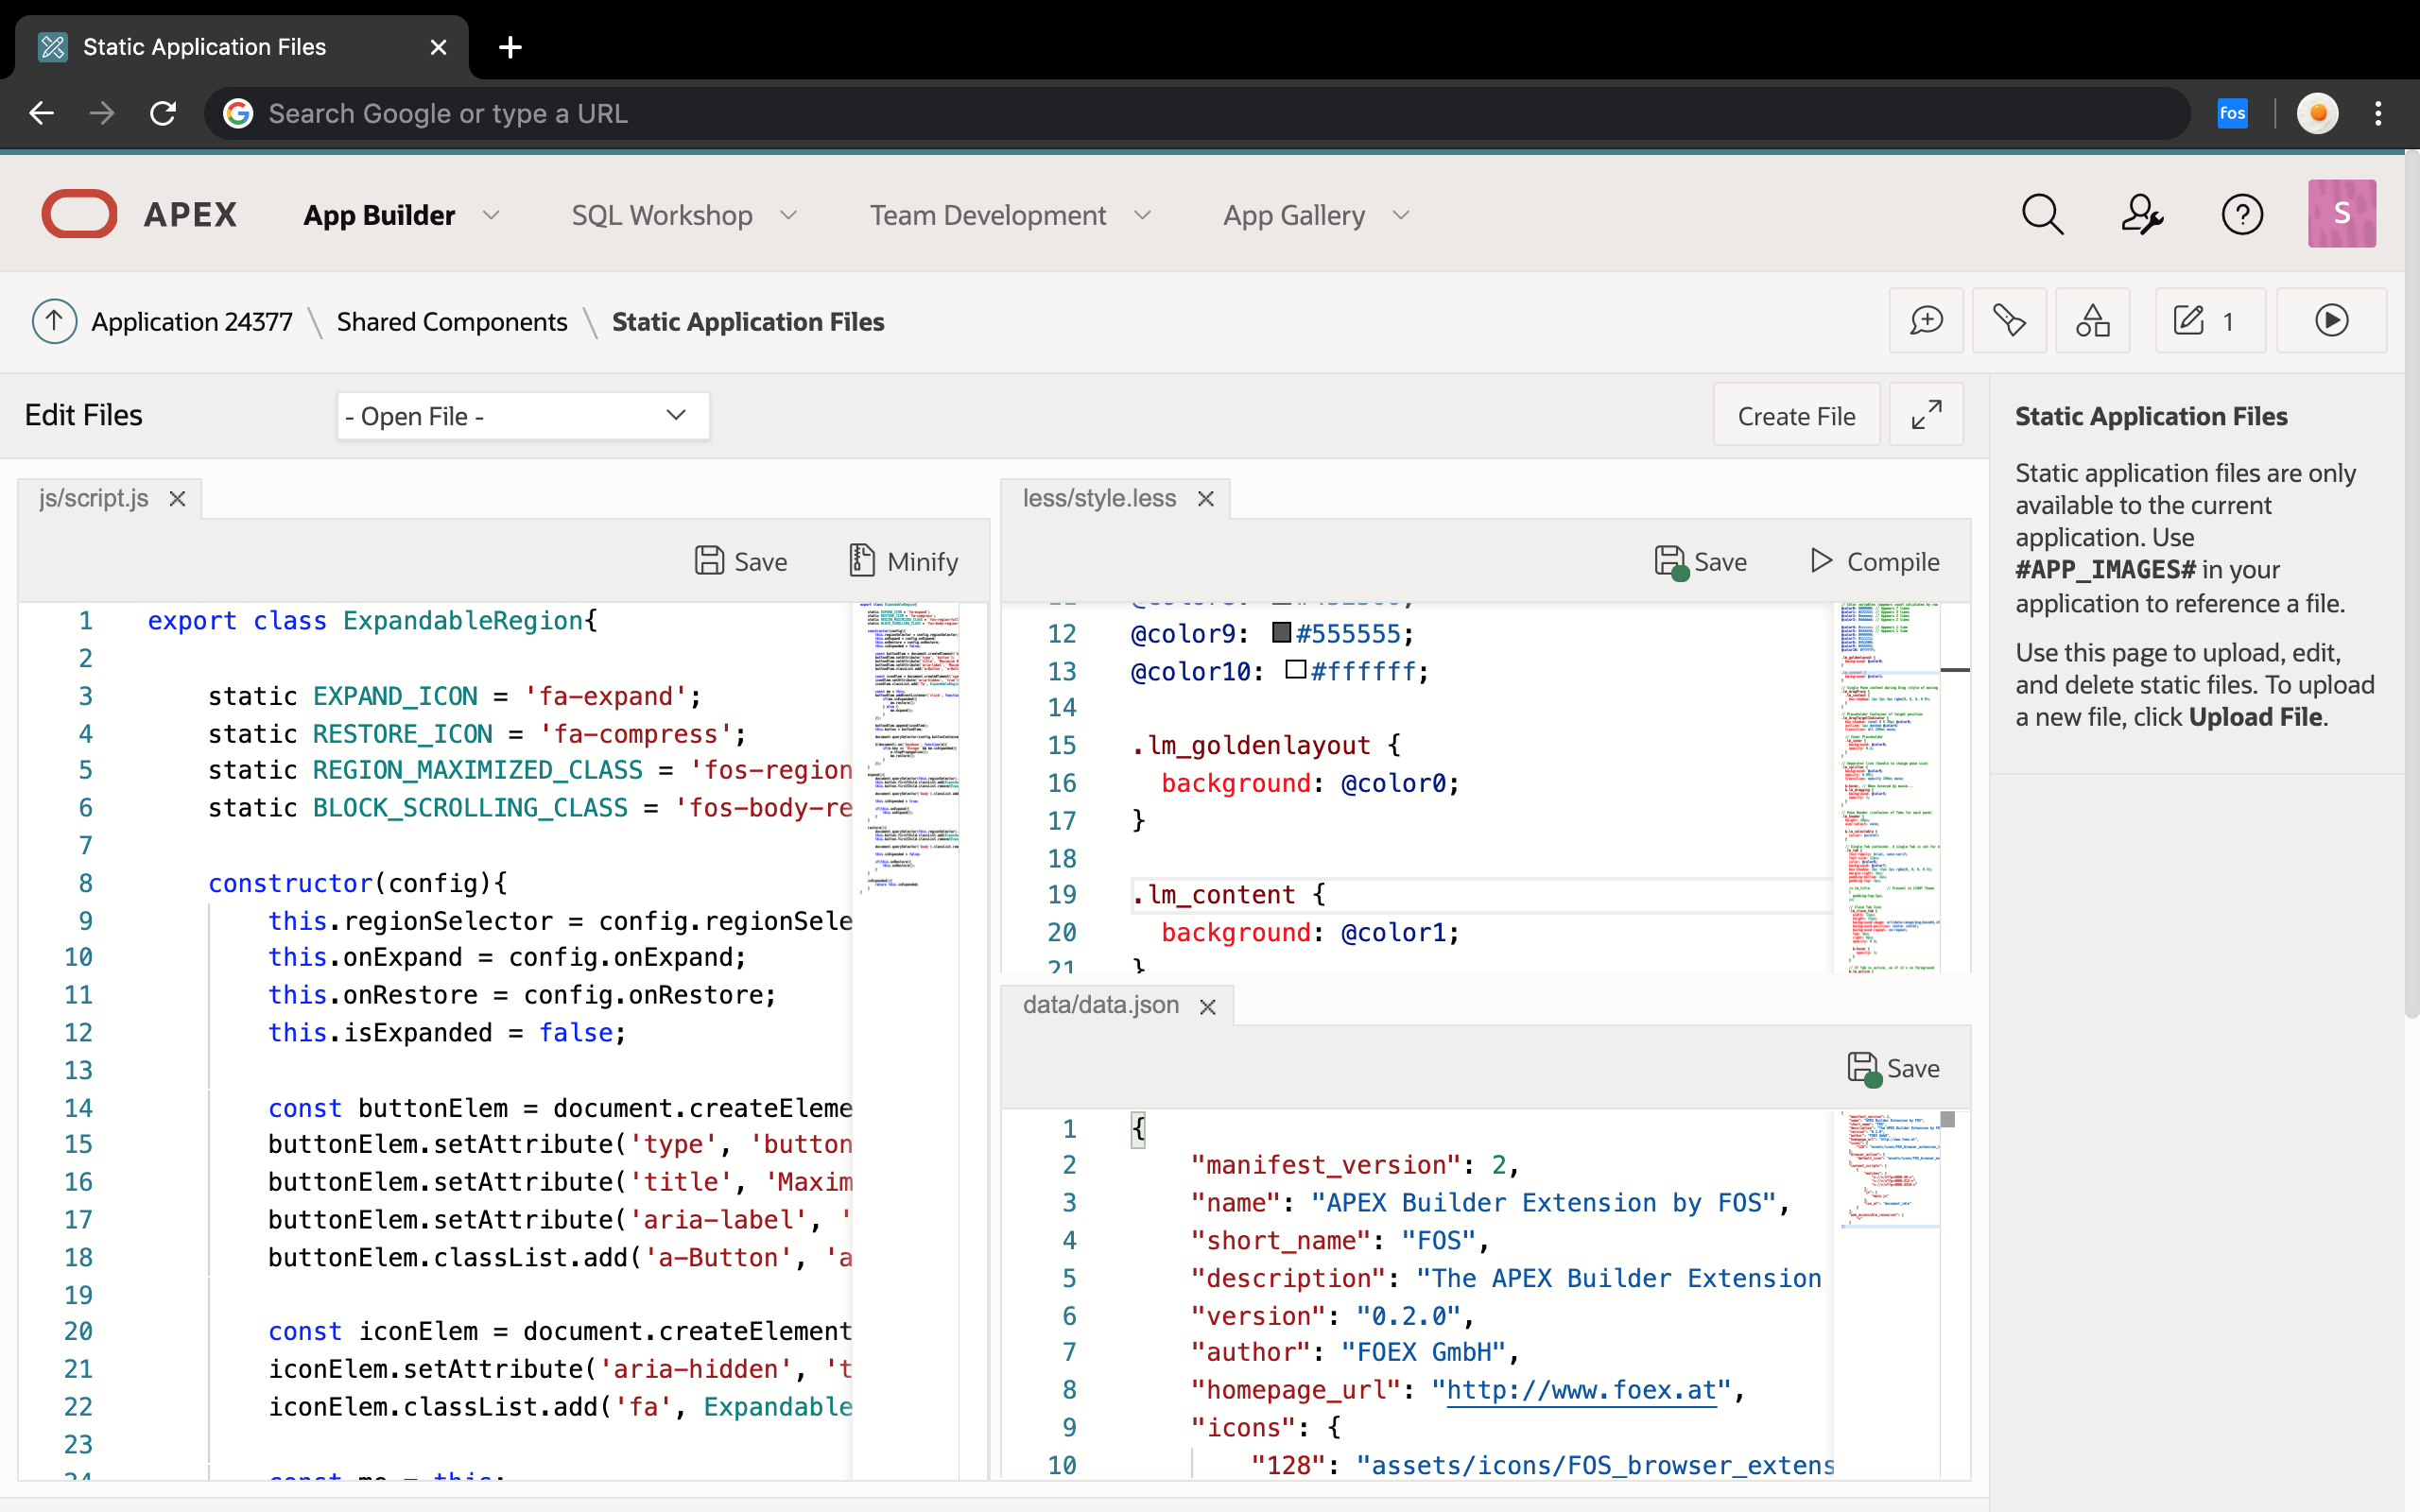 Static Application Files
Search Google or type a URL
fos
APEX
App Builder
SQL Workshop
Team Development
App Gallery
S
Application 24377 \ Shared Components \ Static Application Files
1
Edit Files
- Open File -
Create File
js/script.js
Save
Minify
1 export class ExpandableRegion{
2
3 static EXPAND_ICON = 'fa-expand';
4 static RESTORE_ICON = 'fa-compress';
5 static REGION_MAXIMIZED_CLASS = 'fos-region
6 static BLOCK_SCROLLING_CLASS = 'fos-body-re
7
8 constructor(config){
9 this.regionSelector = config.regionSele
10 this.onExpand = config.onExpand;
11 this.onRestore = config.onRestore;
12 this.isExpanded = false;
13
14 const buttonElem = document.createEleme
15 buttonElem.setAttribute('type', 'button
16 buttonElem.setAttribute('title', 'Maxim
17 buttonElem.setAttribute('aria-label', '
18 buttonElem.classList.add('a-Button', 'a
19
20 const iconElem = document.createElement
21 iconElem.setAttribute('aria-hidden', 't
22 iconElem.classList.add('fa', Expandable
23
24 const me = this;
less/style.less
Save
Compile
12 @color9: #555555;
13 @color10: #ffffff;
14
15 .lm_goldenlayout {
16 background: @color0;
17 }
18
19 .lm_content {
20 background: @color1;
21 }
data/data.json
Save
1 {
2 "manifest_version": 2,
3 "name": "APEX Builder Extension by FOS",
4 "short_name": "FOS",
5 "description": "The APEX Builder Extension
6 "version": "0.2.0",
7 "author": "FOEX GmbH",
8 "homepage_url": "http://www.foex.at",
9 "icons": {
10 "128": "assets/icons/FOS_browser_extens
Static Application Files
Static application files are only
available to the current
application. Use
#APP_IMAGES# in your
application to reference a file.
Use this page to upload, edit,
and delete static files. To upload
a new file, click Upload File.